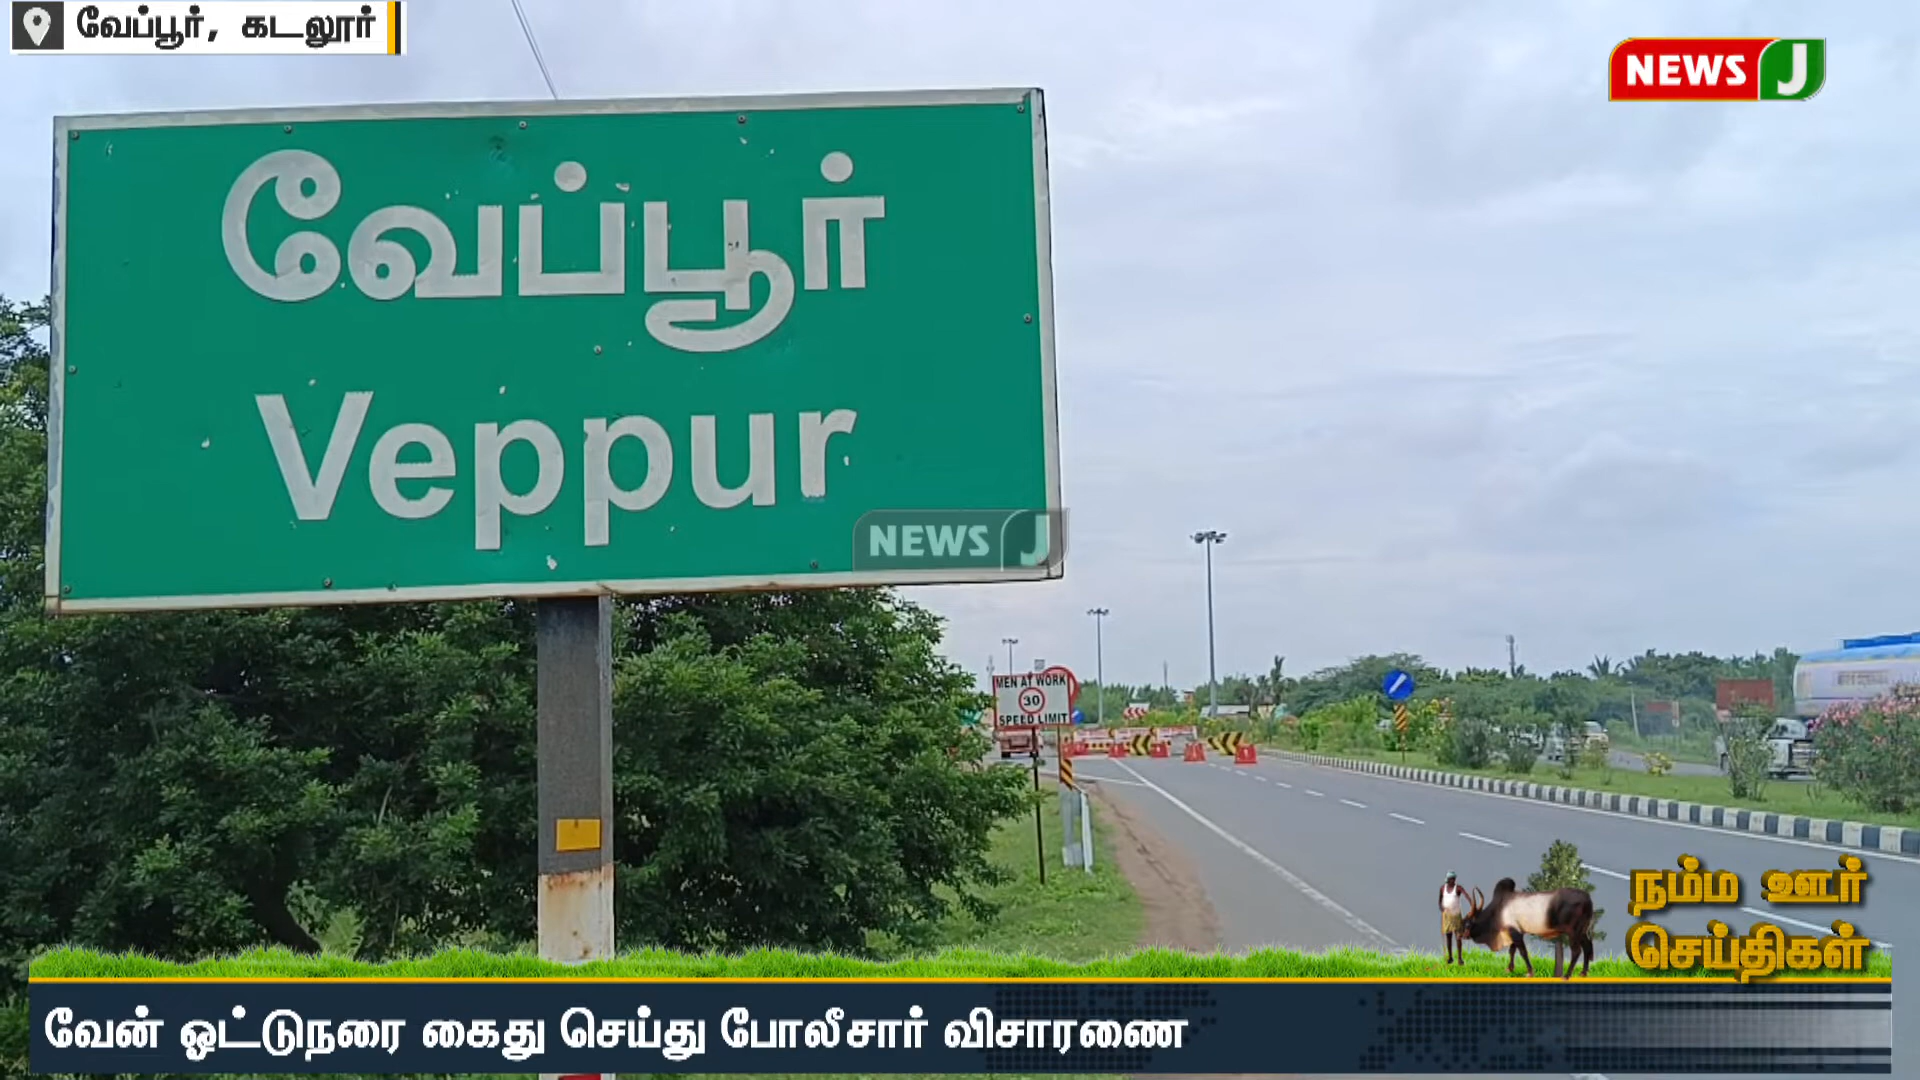 வேப்பூர், கடலூர்
NEWS J
வேப்பூர்
Veppur
NEWS J
MEN AT WORK
30
SPEED LIMIT
நம்ம ஊர்
செய்திகள்
வேன் ஓட்டுநரை கைது செய்து போலீசார் விசாரணை